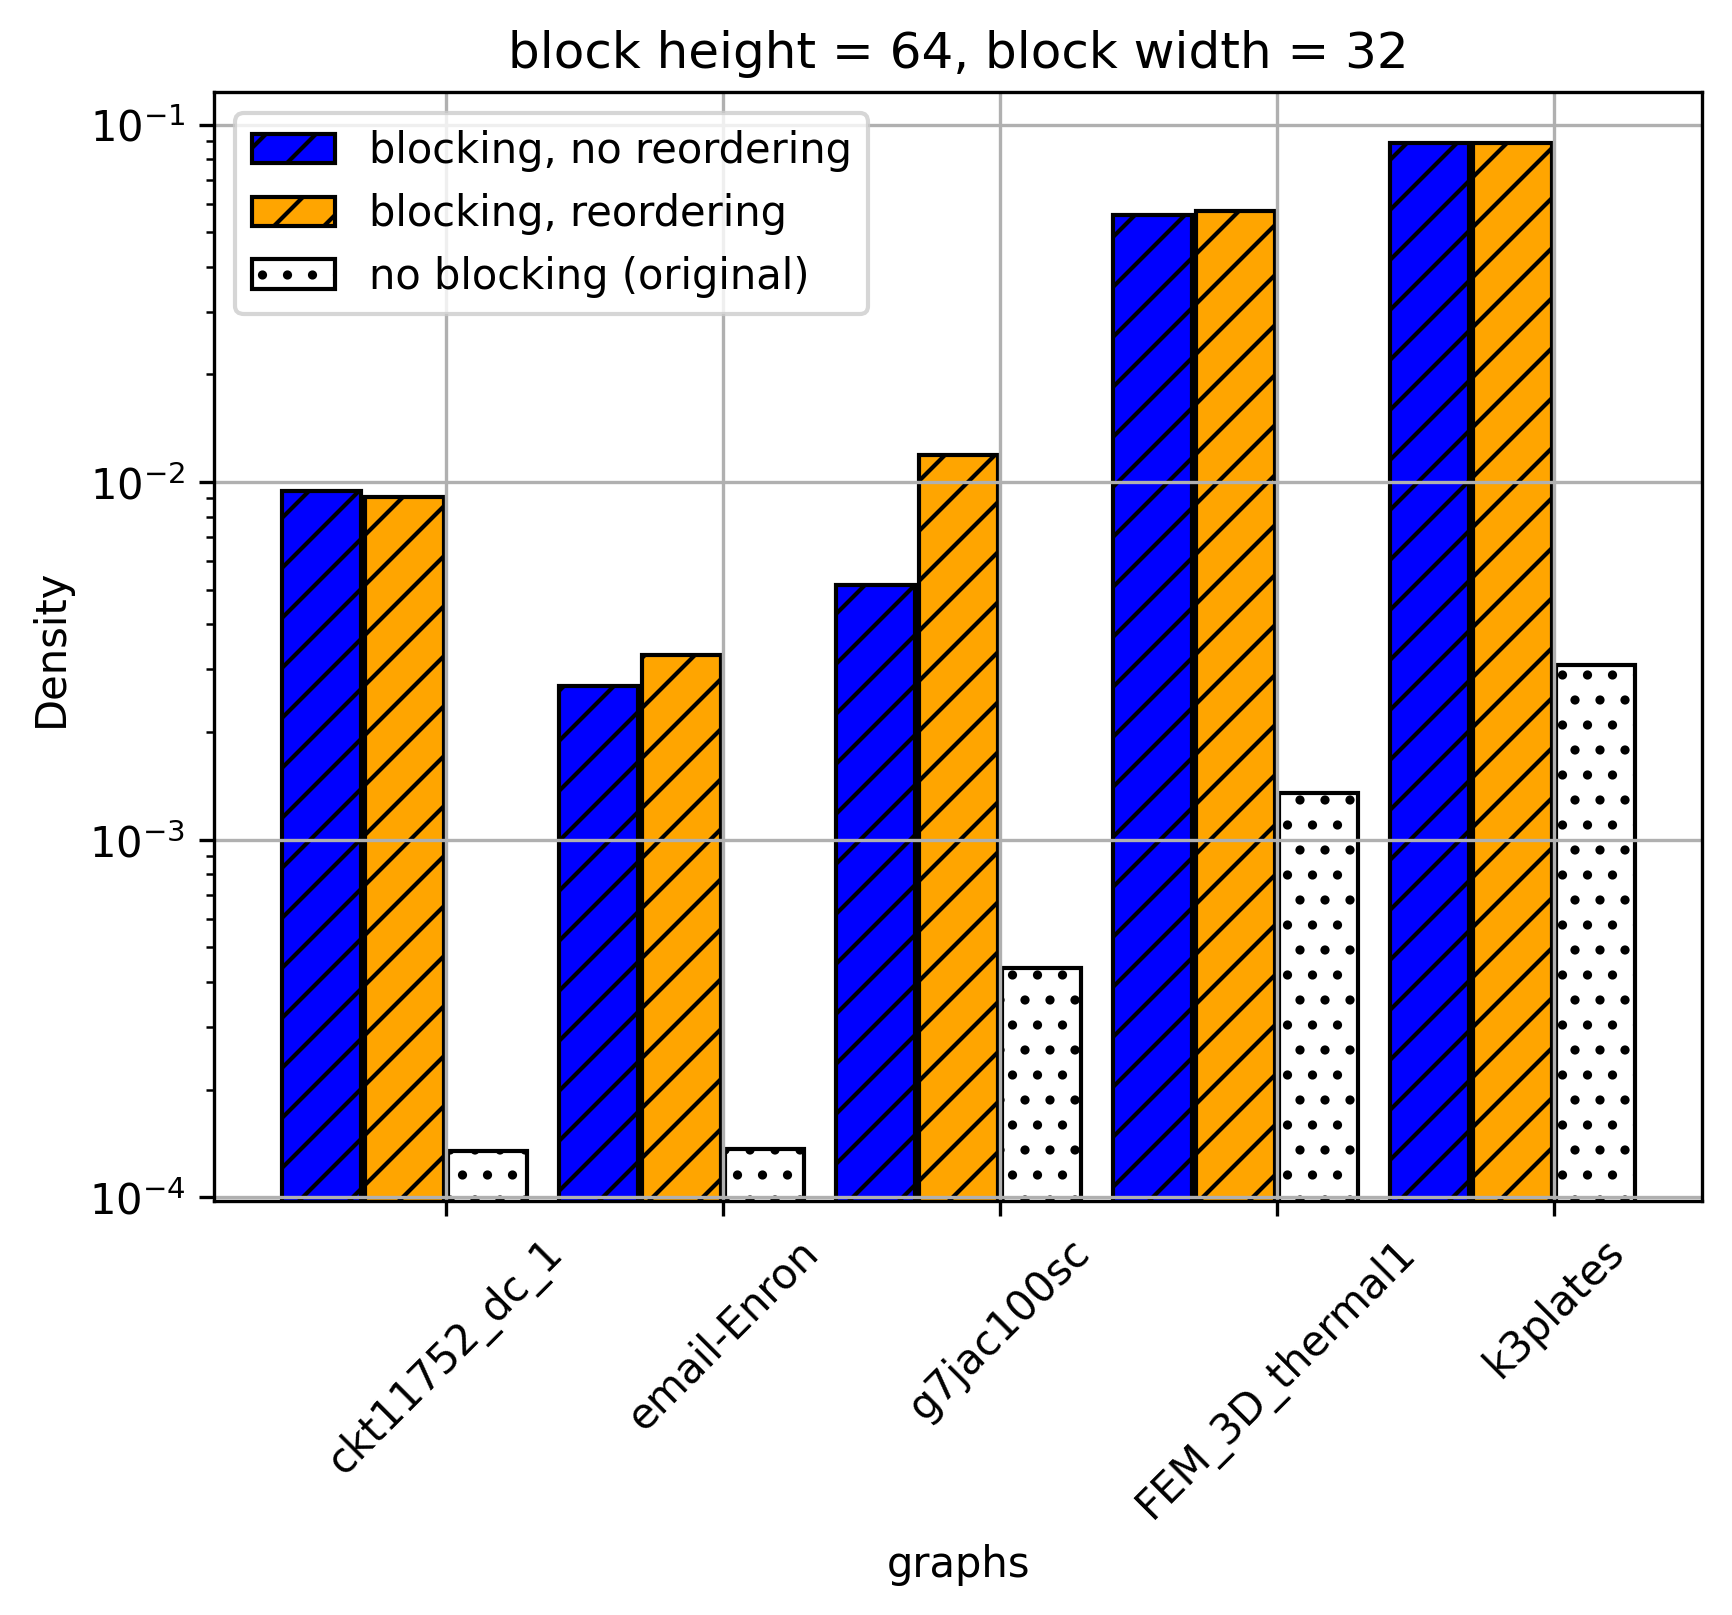 block height = 64, block width = 32
blocking, no reordering
blocking, reordering
no blocking (original)
Density
10⁻¹
10⁻²
10⁻³
10⁻⁴
ckt11752_dc_1
email-Enron
g7jac100sc
FEM_3D_thermal1
k3plates
graphs